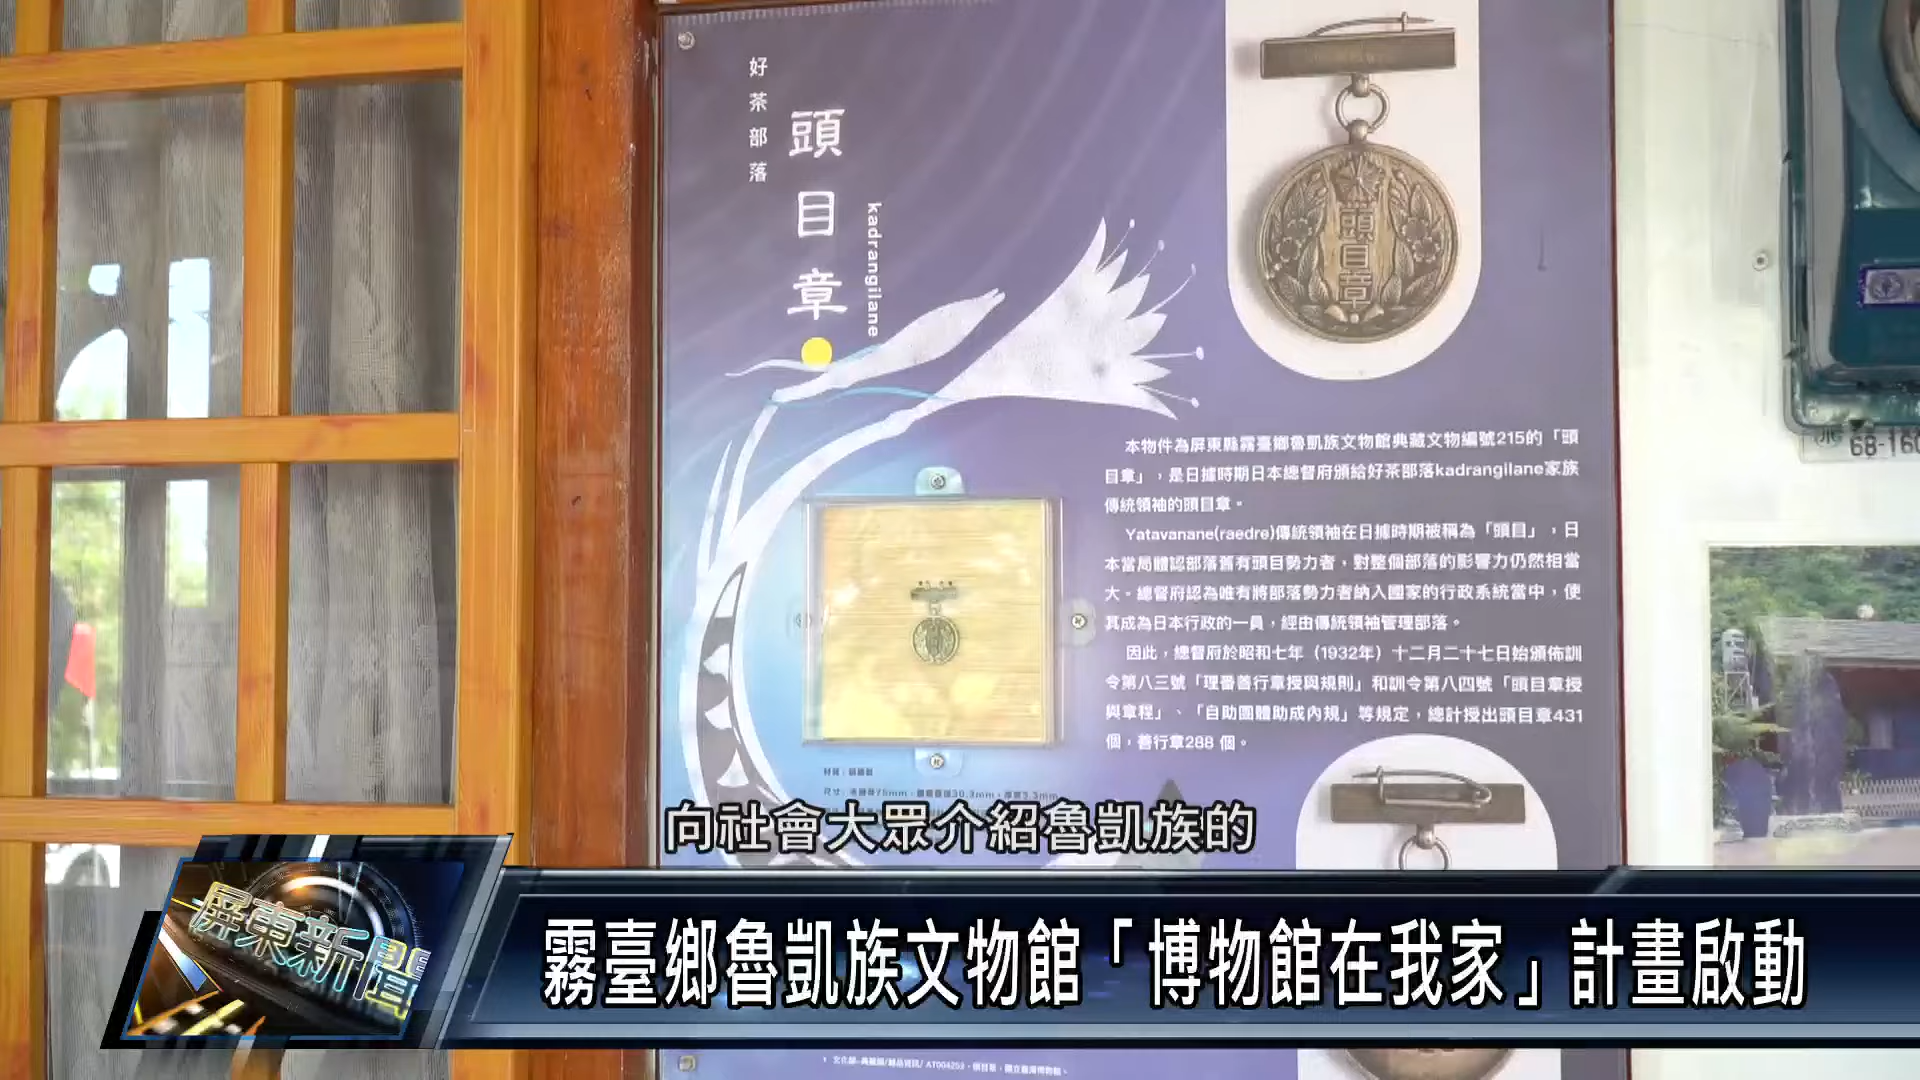 好茶部落
頭目章
kadrangilane
頭目章
本物件為屏東縣霧臺鄉魯凱族文物館典藏文物編號215的「頭
目章」，是日據時期日本總督府頒給好茶部落kadrangilane家族
傳統領袖的頭目章。
Yatavanane(raedre)傳統領袖在日據時期被稱為「頭目」，日
本當局體認部落舊有頭目勢力者，對整個部落的影響力仍然相當
大。總督府認為唯有將部落勢力者納入國家的行政系統當中，使
其成為日本行政的一員，經由傳統領袖管理部落。
因此，總督府於昭和七年（1932年）十二月二十七日始頒佈訓
令第八三號「理番善行章授與規則」和訓令第八四號「頭目章授
與章程」、「自助團體助成內規」等規定，總計授出頭目章431
個，善行章288 個。
68-160
向社會大眾介紹魯凱族的
屏東新聞
霧臺鄉魯凱族文物館「博物館在我家」計畫啟動